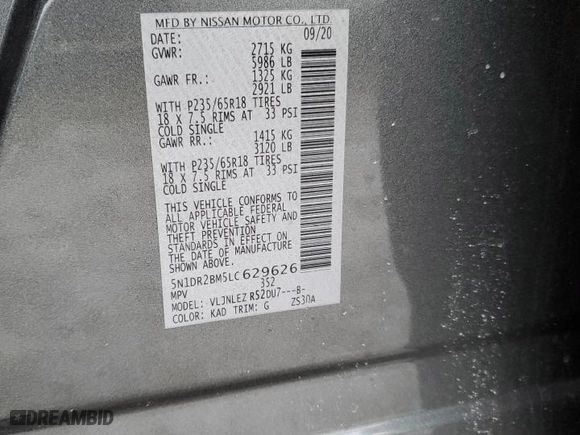 MFD BY NISSAN MOTOR CO., LTD.
DATE: 09/20
GVWR: 2715 KG
5986 LB
GAWR FR.: 1325 KG
2921 LB
WITH P235/65R18 TIRES
18 X 7.5 RIMS AT 33 PSI
COLD SINGLE
GAWR RR.: 1415 KG
3120 LB
WITH P235/65R18 TIRES
18 X 7.5 RIMS AT 33 PSI
COLD SINGLE
THIS VEHICLE CONFORMS TO
ALL APPLICABLE FEDERAL
MOTOR VEHICLE SAFETY AND
THEFT PREVENTION
STANDARDS IN EFFECT ON
THE DATE OF MANUFACTURE
5N1DR2BM5LC629626
MPV 352
MODEL: VLJNLEZ R52DU7---B-
COLOR: KAD TRIM: G ZS30A
DREAMBID